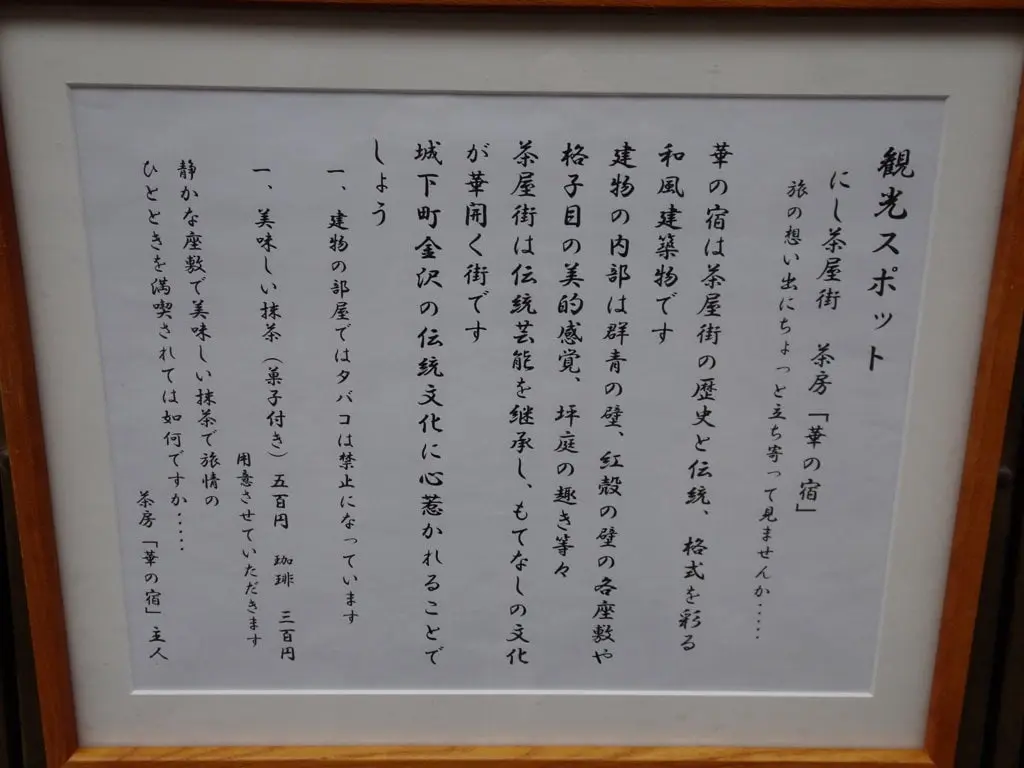 観光スポット
にし茶屋街　茶房「華の宿」
旅の想い出にちょっと立ち寄って見ませんか・・・・・
華の宿は茶屋街の歴史と伝統、格式を彩る
和風建築物です
建物の内部は群青の壁、紅殻の壁の各座敷や
格子目の美的感覚、坪庭の趣き等々
茶屋街は伝統芸能を継承し、もてなしの文化
が華開く街です
城下町金沢の伝統文化に心惹かれることで
しょう
一、建物の部屋ではタバコは禁止になっています
一、美味しい抹茶（菓子付き）五百円　珈琲　三百円
用意させていただきます
静かな座敷で美味しい抹茶で旅情の
ひとときを満喫されては如何ですか・・・・・
茶房「華の宿」主人